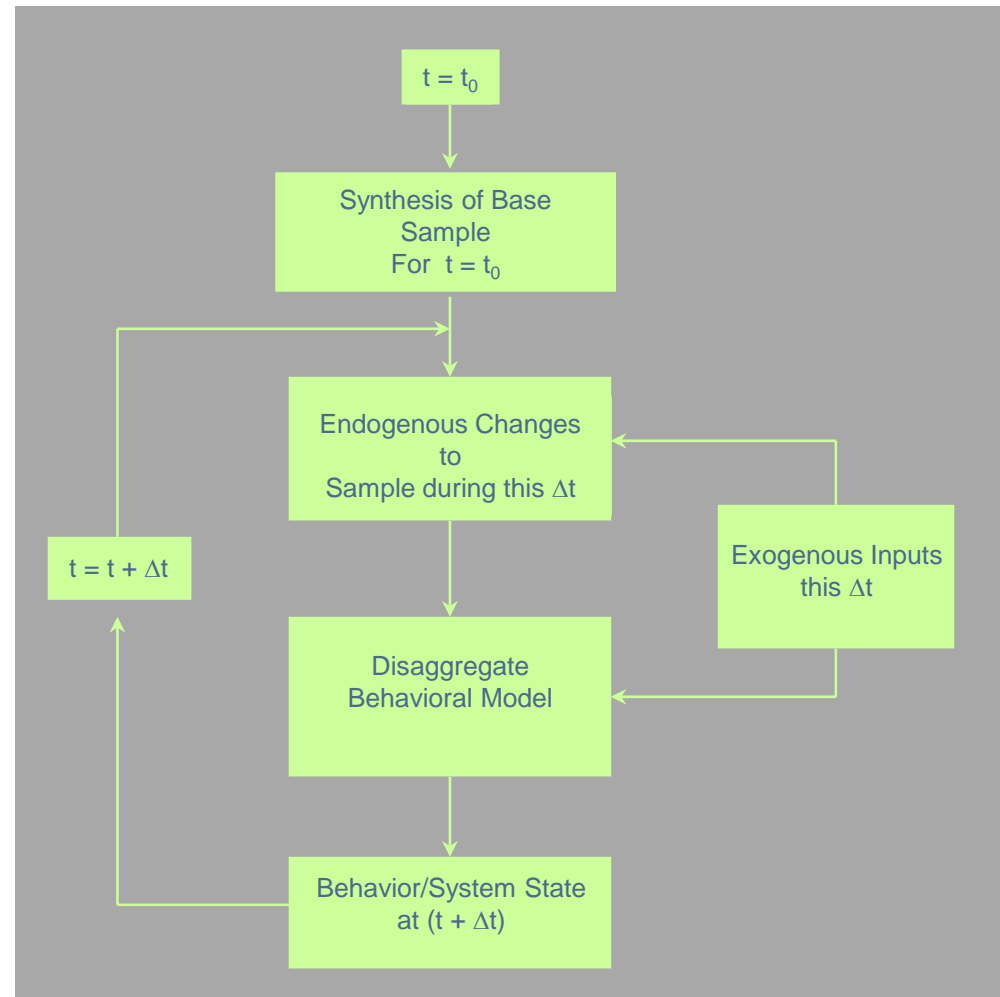 t = t₀
Synthesis of Base
Sample
For t = t₀
Endogenous Changes
to
Sample during this Δt
Exogenous Inputs
this Δt
t = t + Δt
Disaggregate
Behavioral Model
Behavior/System State
at (t + Δt)